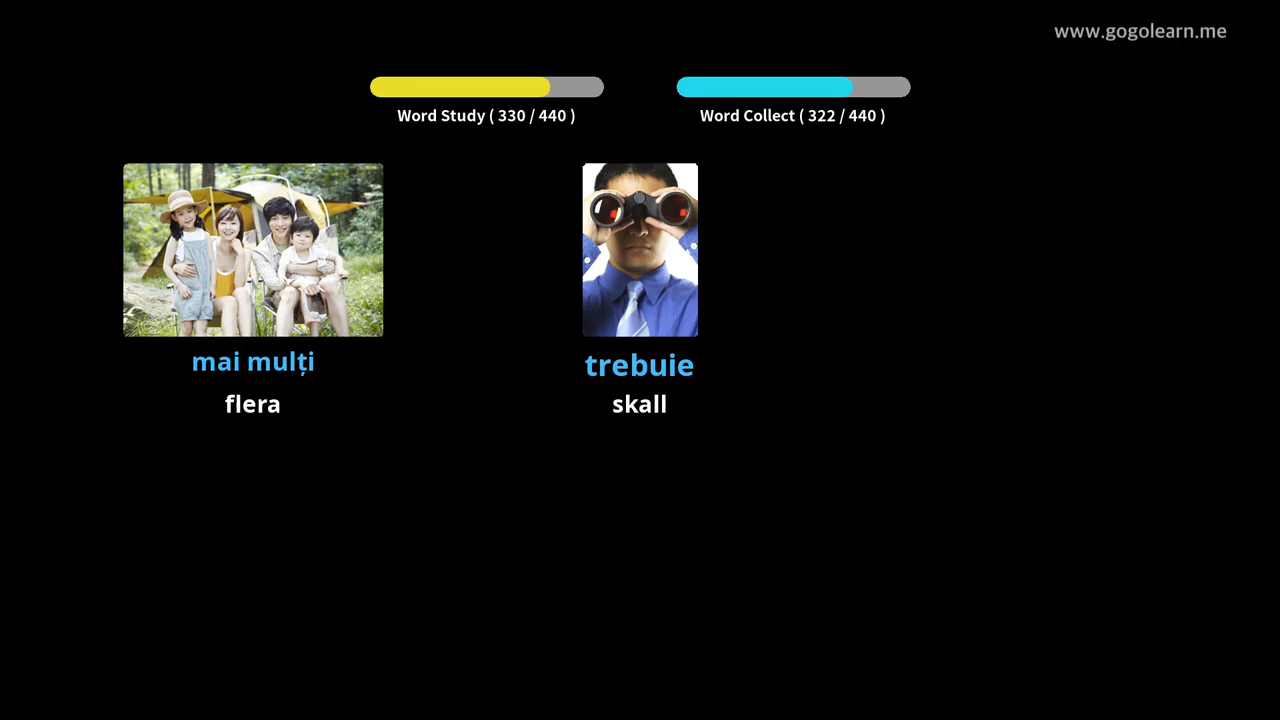 www.gogolearn.me
Word Study ( 330 / 440 )
Word Collect ( 322 / 440 )
mai mulți
flera
trebuie
skall